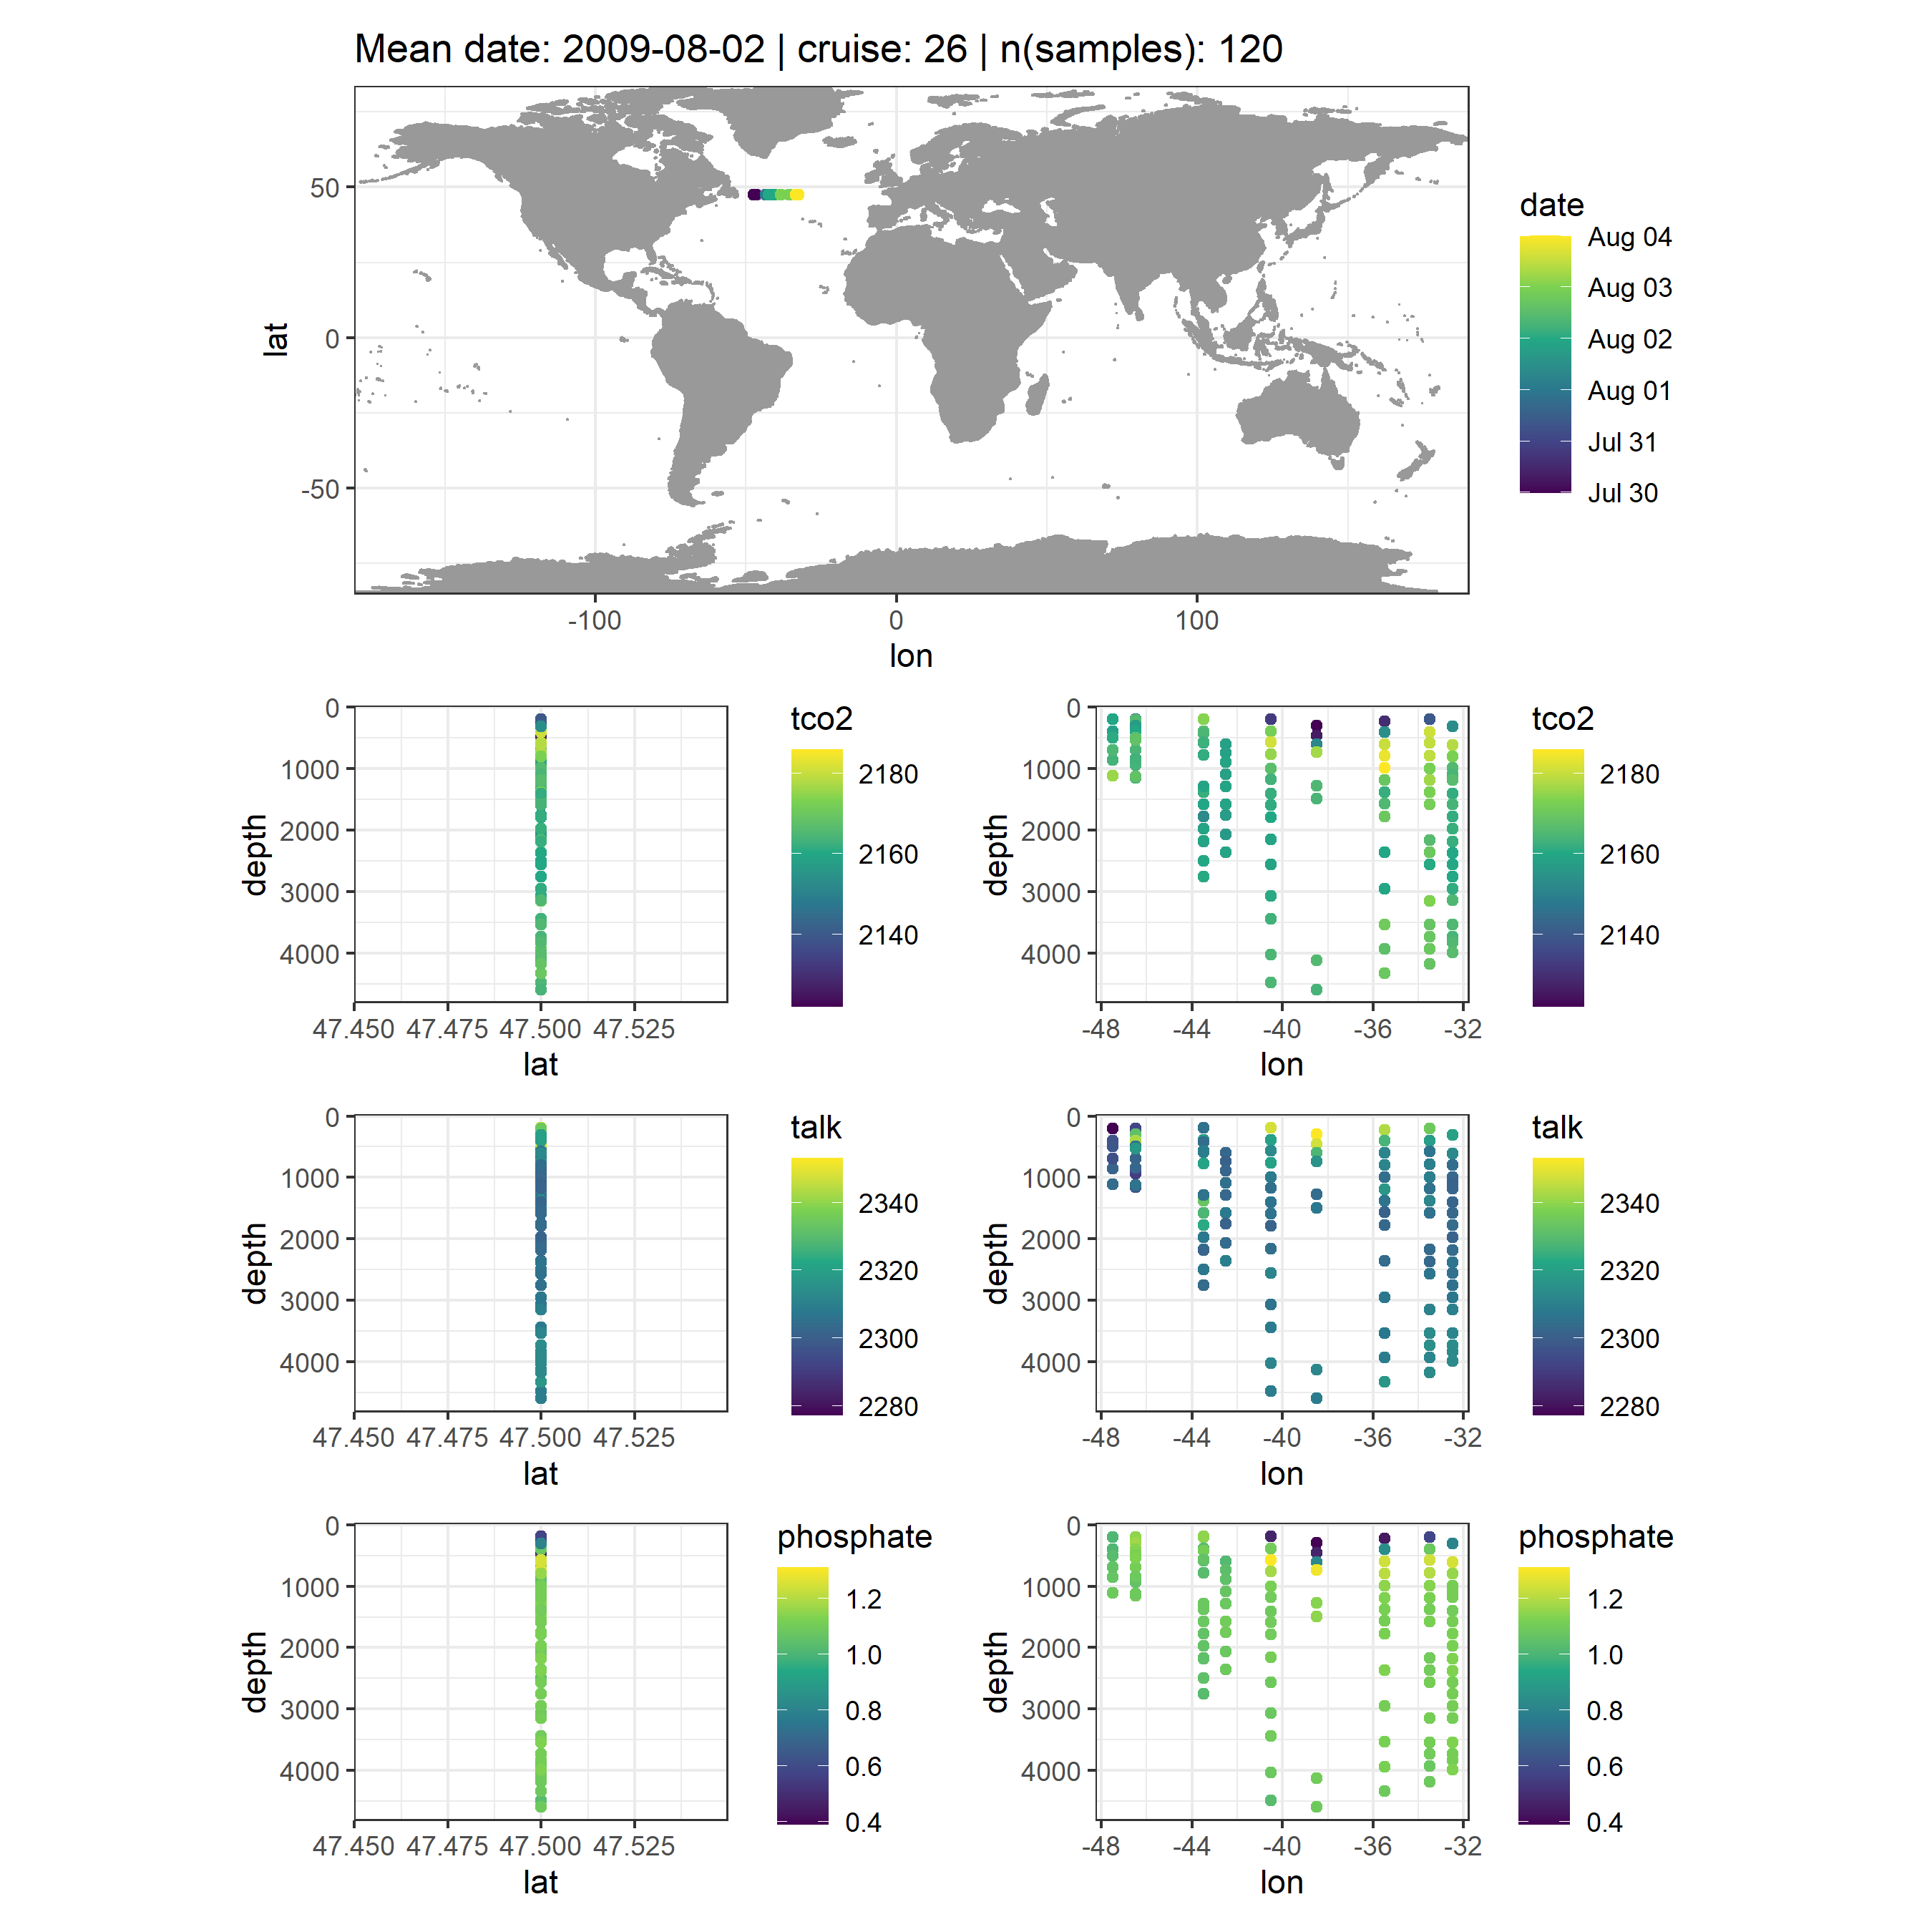 Mean date: 2009-08-02 | cruise: 26 | n(samples): 120
50
0
-50
lat
-100
0
100
lon
date
Aug 04
Aug 03
Aug 02
Aug 01
Jul 31
Jul 30
0
1000
2000
3000
4000
depth
47.450 47.475 47.500 47.525
lat
tco2
2180
2160
2140
0
1000
2000
3000
4000
depth
-48 -44 -40 -36 -32
lon
tco2
2180
2160
2140
0
1000
2000
3000
4000
depth
47.450 47.475 47.500 47.525
lat
talk
2340
2320
2300
2280
0
1000
2000
3000
4000
depth
-48 -44 -40 -36 -32
lon
talk
2340
2320
2300
2280
0
1000
2000
3000
4000
depth
47.450 47.475 47.500 47.525
lat
phosphate
1.2
1.0
0.8
0.6
0.4
0
1000
2000
3000
4000
depth
-48 -44 -40 -36 -32
lon
phosphate
1.2
1.0
0.8
0.6
0.4